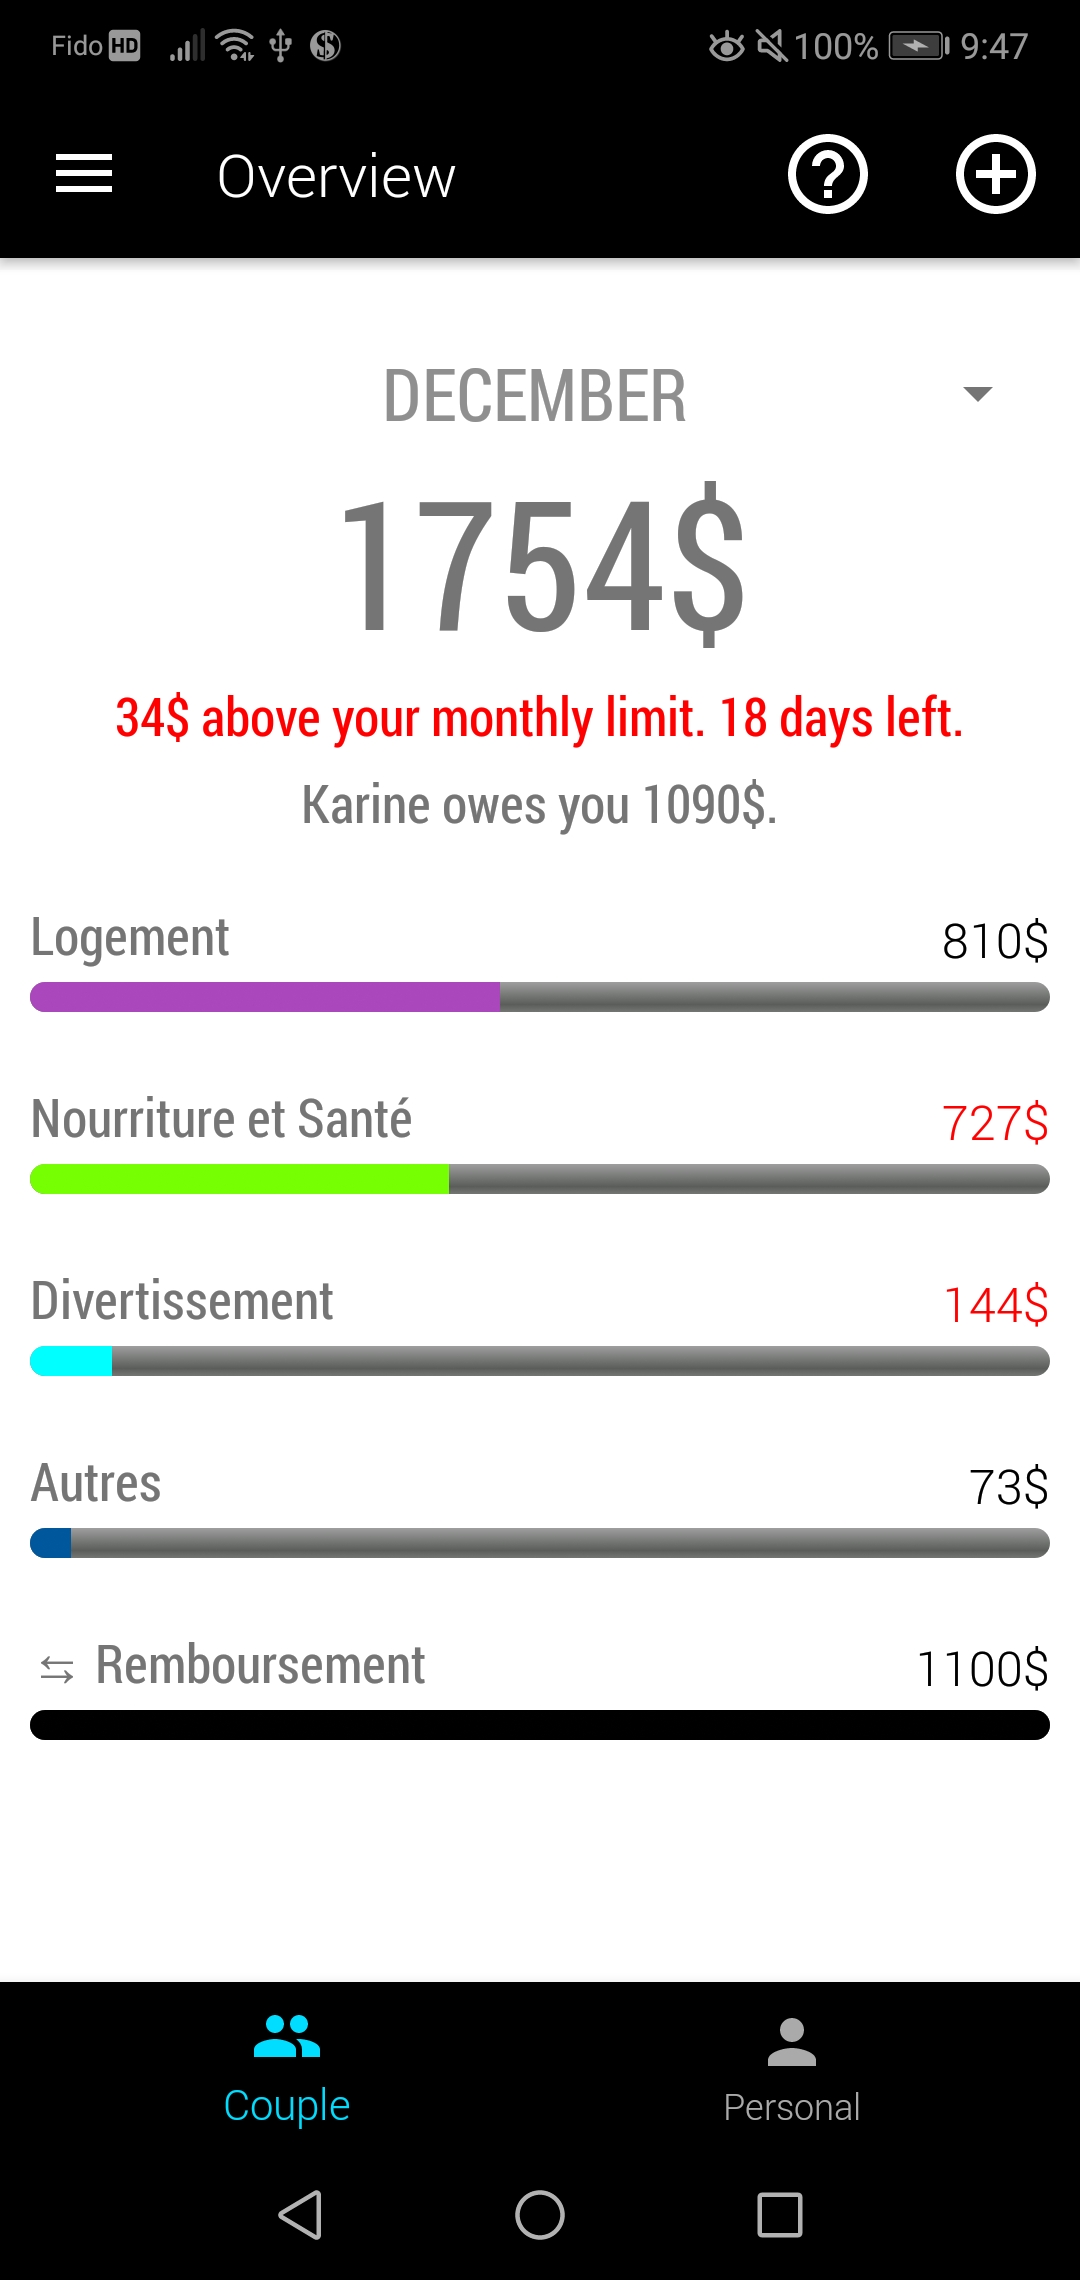 Fido HD 100% 9:47
Overview
DECEMBER
1754$
34$ above your monthly limit. 18 days left.
Karine owes you 1090$.
Logement 810$
Nourriture et Santé 727$
Divertissement 144$
Autres 73$
⇆ Remboursement 1100$
Couple Personal